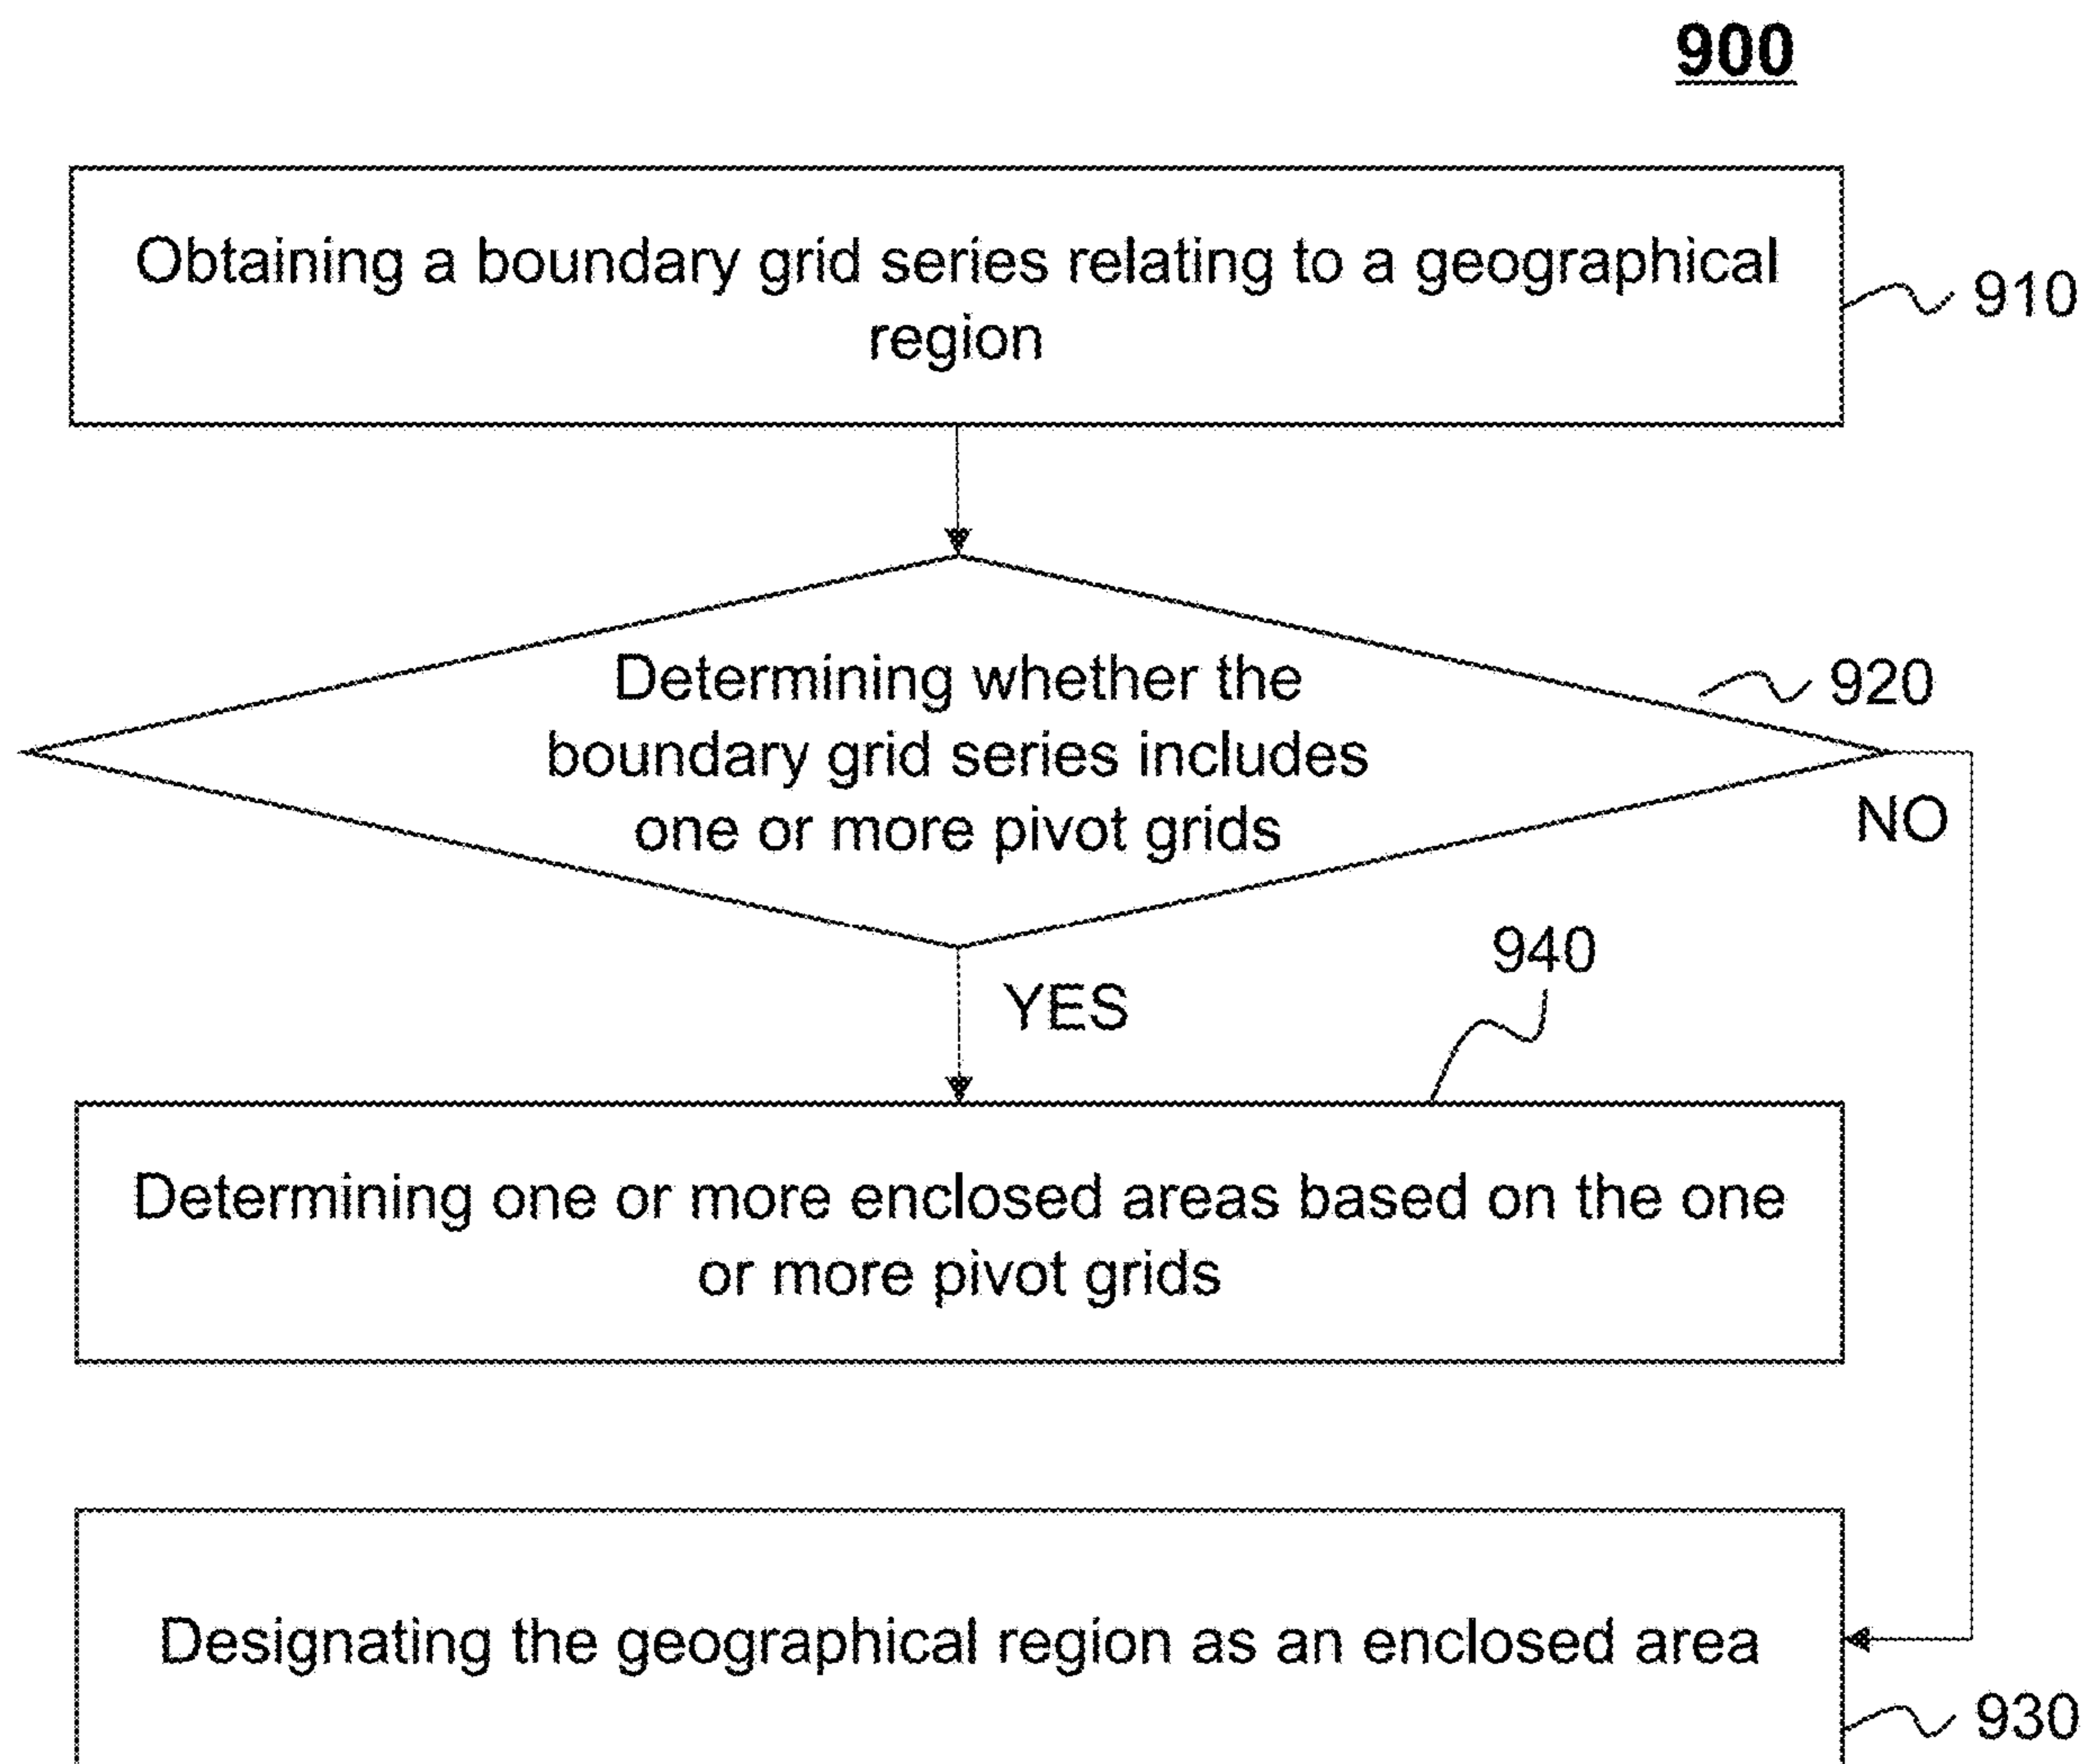 900
Obtaining a boundary grid series relating to a geographical
region
910
Determining whether the
boundary grid series includes
one or more pivot grids
920
NO
YES
940
Determining one or more enclosed areas based on the one
or more pivot grids
Designating the geographical region as an enclosed area
930